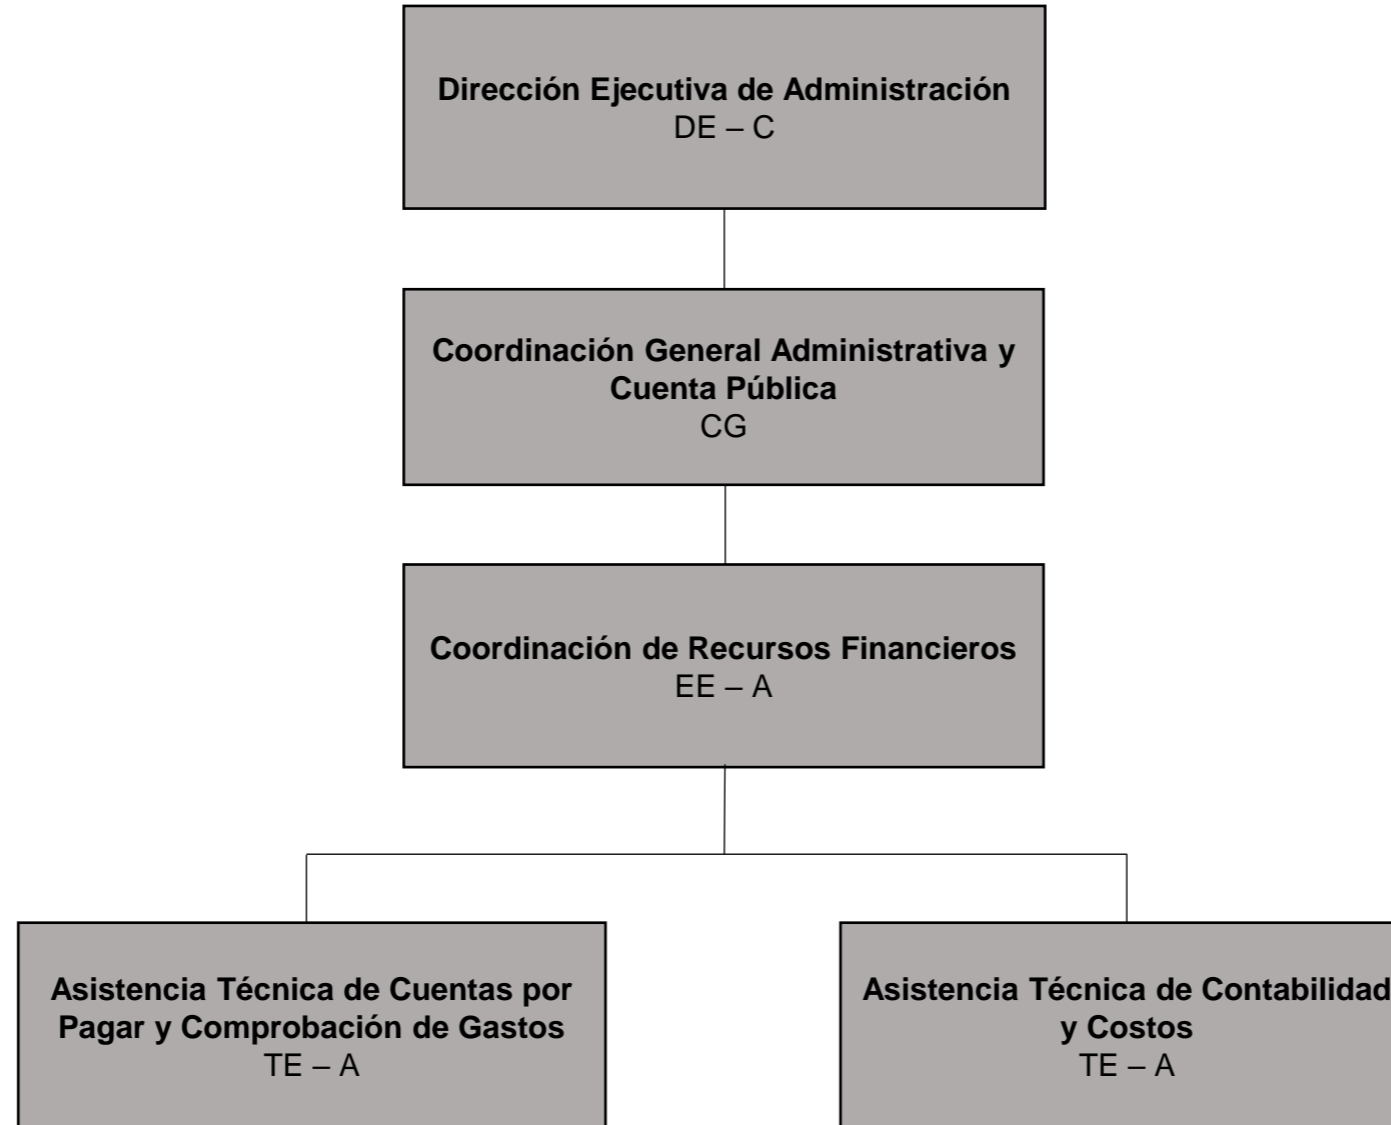 Dirección Ejecutiva de Administración
DE – C
Coordinación General Administrativa y
Cuenta Pública
CG
Coordinación de Recursos Financieros
EE – A
Asistencia Técnica de Cuentas por
Pagar y Comprobación de Gastos
TE – A
Asistencia Técnica de Contabilidad
y Costos
TE – A